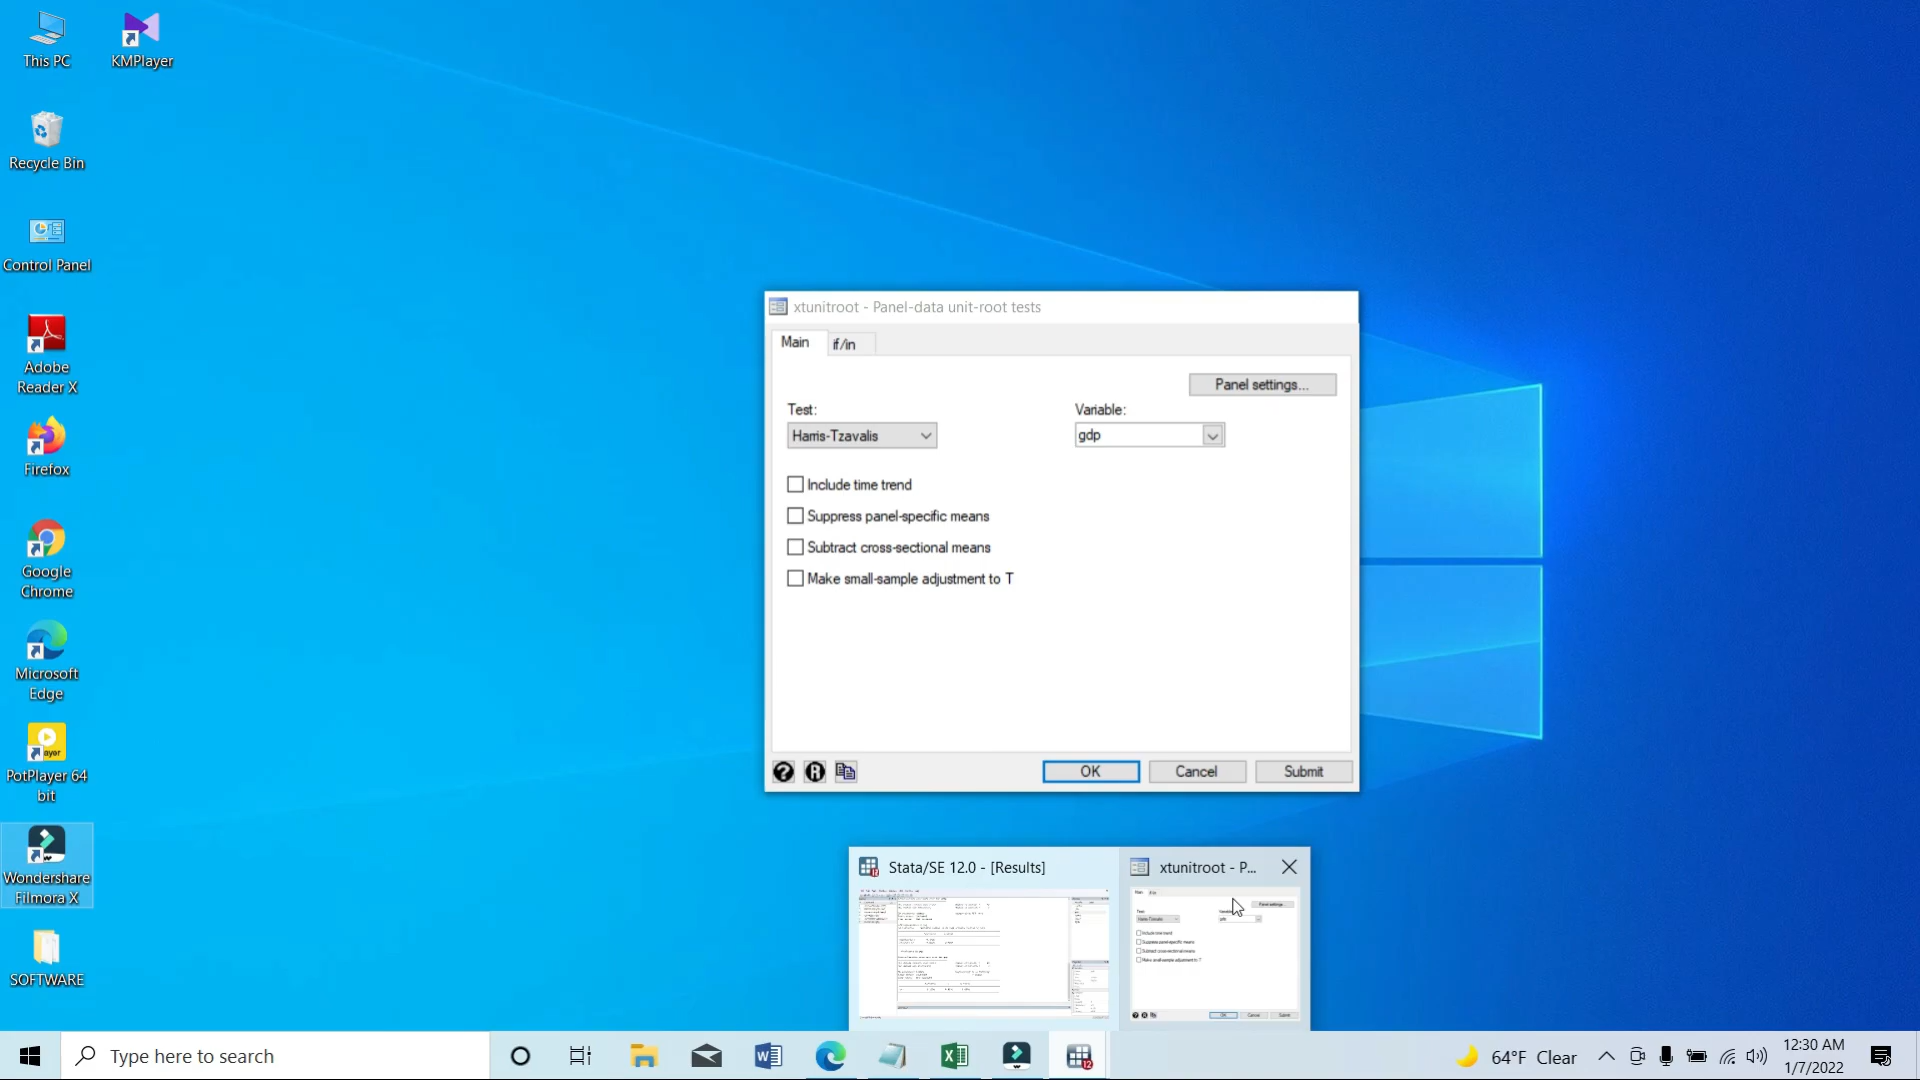 This PC
KMPlayer
Recycle Bin
Control Panel
Adobe
Reader X
Firefox
Google
Chrome
Microsoft
Edge
PotPlayer 64
bit
Wondershare
Filmora X
SOFTWARE
xtunitroot - Panel-data unit-root tests
Main
if/in
Panel settings...
Test:
Variable:
Harris-Tzavalis
gdp
Include time trend
Suppress panel-specific means
Subtract cross-sectional means
Make small-sample adjustment to T
OK
Cancel
Submit
Stata/SE 12.0 - [Results]
xtunitroot - P...
Type here to search
64°F Clear
12:30 AM
1/7/2022